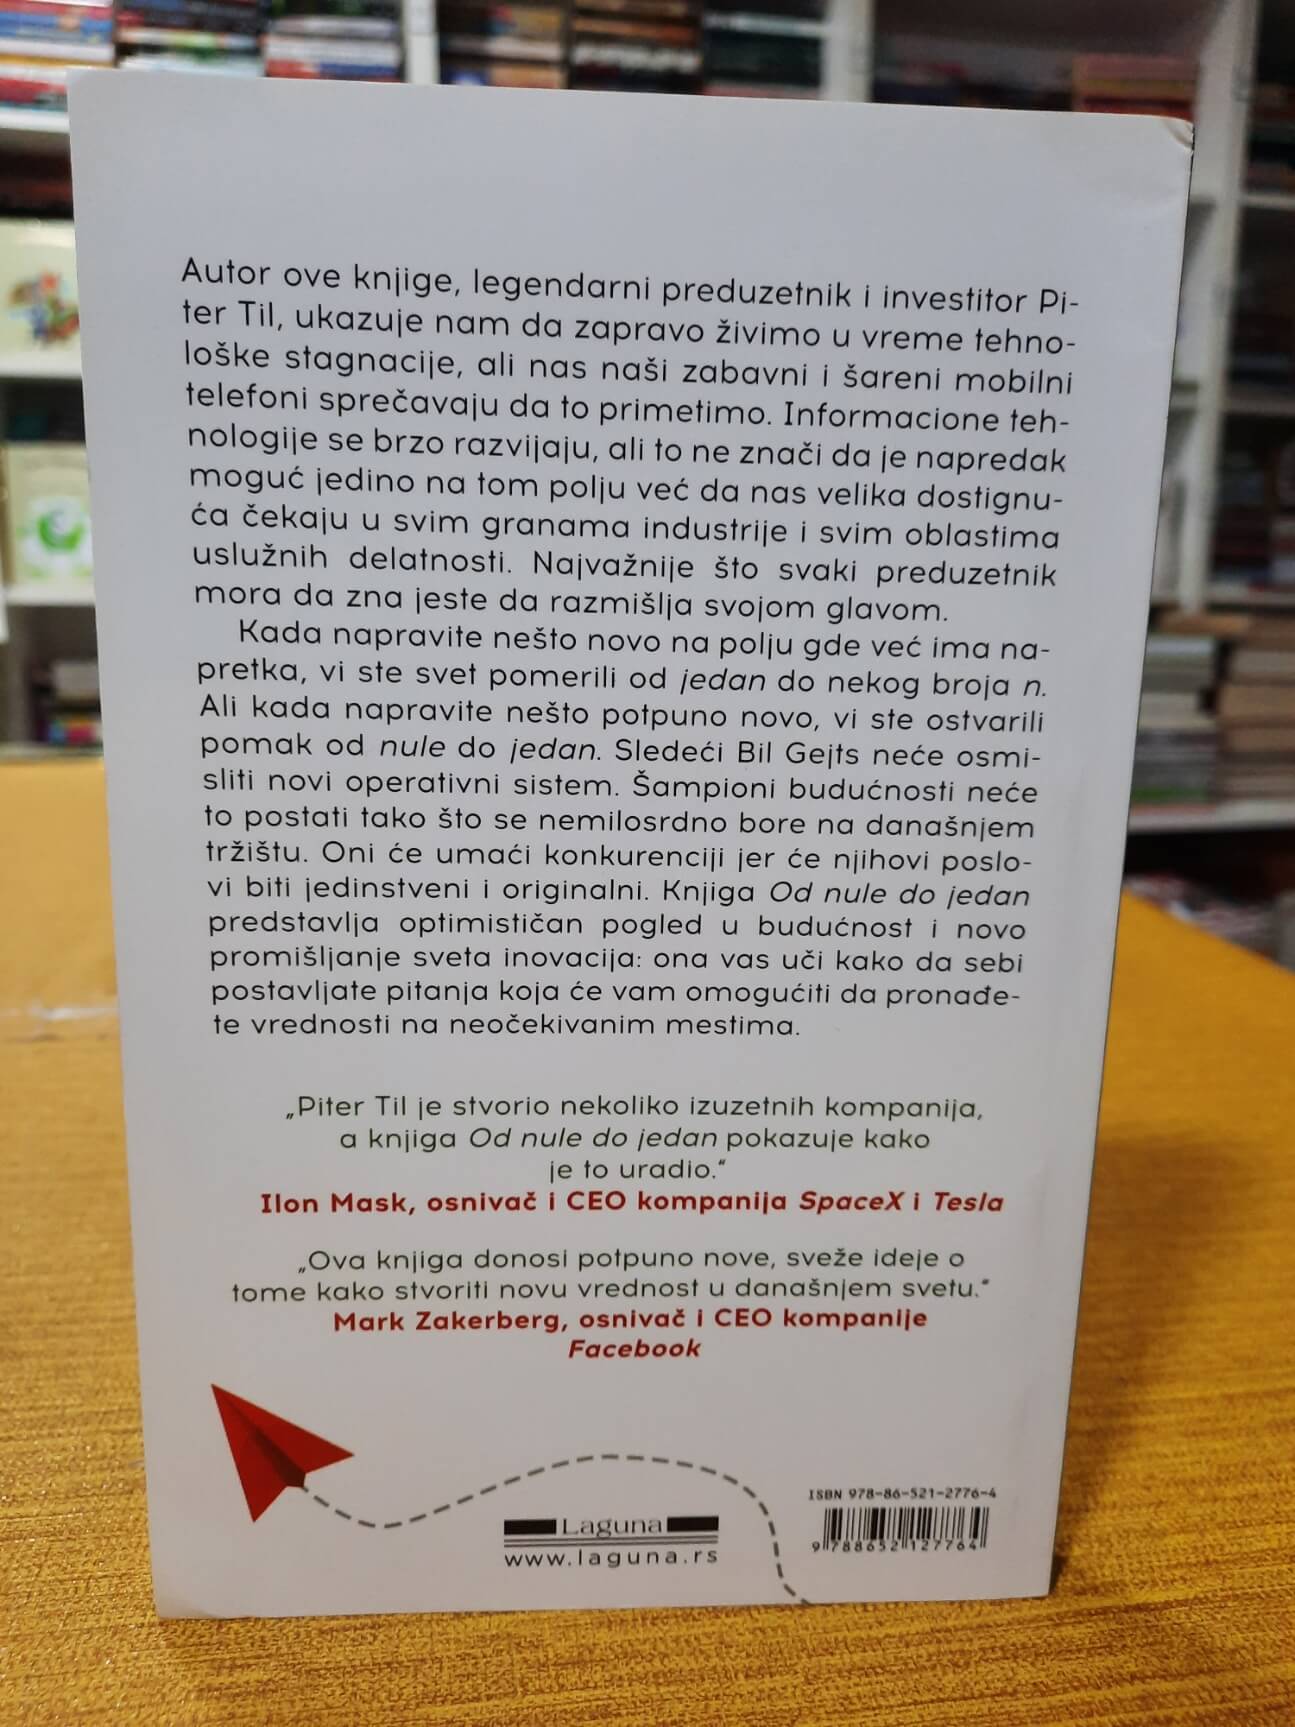 Autor ove knjige, legendarni preduzetnik i investitor Pi-
ter Til, ukazuje nam da zapravo živimo u vreme tehno-
loške stagnacije, ali nas naši zabavni i šareni mobilni
telefoni sprečavaju da to primetimo. Informacione teh-
nologije se brzo razvijaju, ali to ne znači da je napredak
moguć jedino na tom polju već da nas velika dostignu-
ća čekaju u svim granama industrije i svim oblastima
uslužnih delatnosti. Najvažnije što svaki preduzetnik
mora da zna jeste da razmišlja svojom glavom.
Kada napravite nešto novo na polju gde već ima na-
pretka, vi ste svet pomerili od jedan do nekog broja n.
Ali kada napravite nešto potpuno novo, vi ste ostvarili
pomak od nule do jedan. Sledeći Bil Gejts neće osmi-
sliti novi operativni sistem. Šampioni budućnosti neće
to postati tako što se nemilosrdno bore na današnjem
tržištu. Oni će umaći konkurenciji jer će njihovi poslo-
vi biti jedinstveni i originalni. Knjiga Od nule do jedan
predstavlja optimističan pogled u budućnost i novo
promišljanje sveta inovacija: ona vas uči kako da sebi
postavljate pitanja koja će vam omogućiti da pronađe-
te vrednosti na neočekivanim mestima.
„Piter Til je stvorio nekoliko izuzetnih kompanija,
a knjiga Od nule do jedan pokazuje kako
je to uradio.“
Ilon Mask, osnivač i CEO kompanija SpaceX i Tesla
„Ova knjiga donosi potpuno nove, sveže ideje o
tome kako stvoriti novu vrednost u današnjem svetu.“
Mark Zakerberg, osnivač i CEO kompanije
Facebook
ISBN 978-86-521-2776-4
9 788652 127764
Laguna
www.laguna.rs